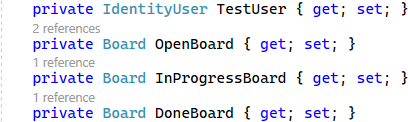 private IdentityUser TestUser { get; set; }
2 references
private Board OpenBoard { get; set; }
1 reference
private Board InProgressBoard { get; set; }
1 reference
private Board DoneBoard { get; set; }